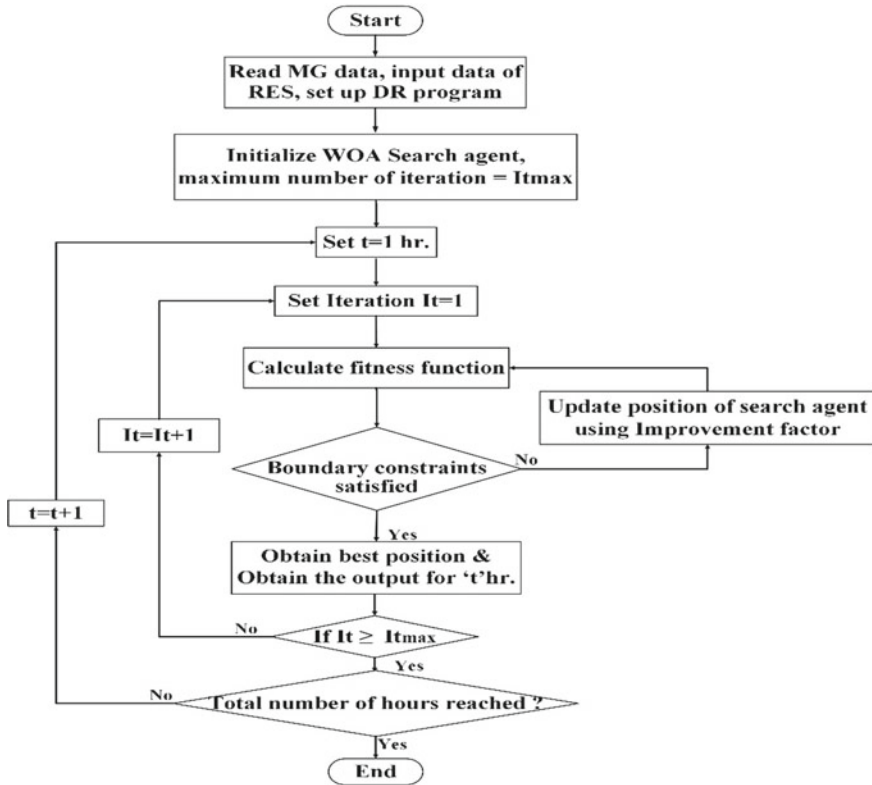 Start
Read MG data, input data of
RES, set up DR program
Initialize WOA Search agent,
maximum number of iteration = Itmax
Set t=1 hr.
Set Iteration It=1
Calculate fitness function
Update position of search agent
using Improvement factor
It=It+1
Boundary constraints
satisfied
No
t=t+1
Yes
Obtain best position &
Obtain the output for ‘t’hr.
If It ≥ Itmax
No
Yes
Total number of hours reached ?
No
Yes
End